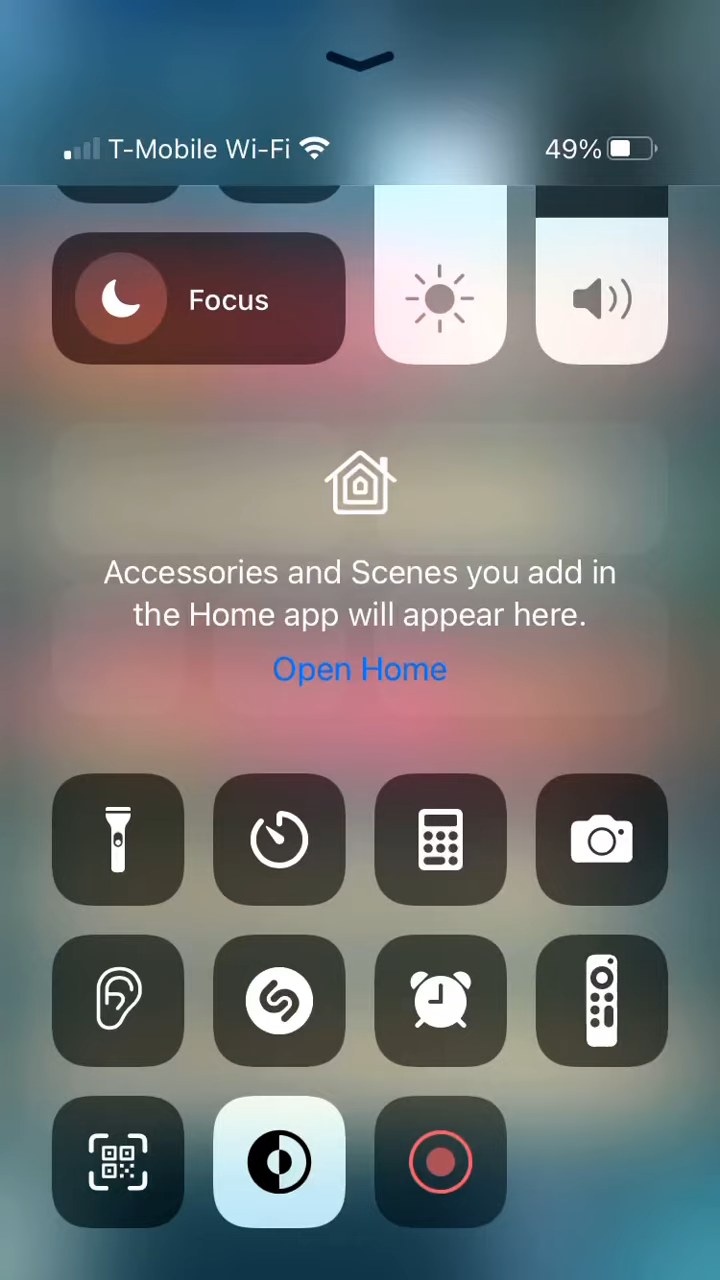 T-Mobile Wi-Fi 49%
Focus
Accessories and Scenes you add in
the Home app will appear here.
Open Home